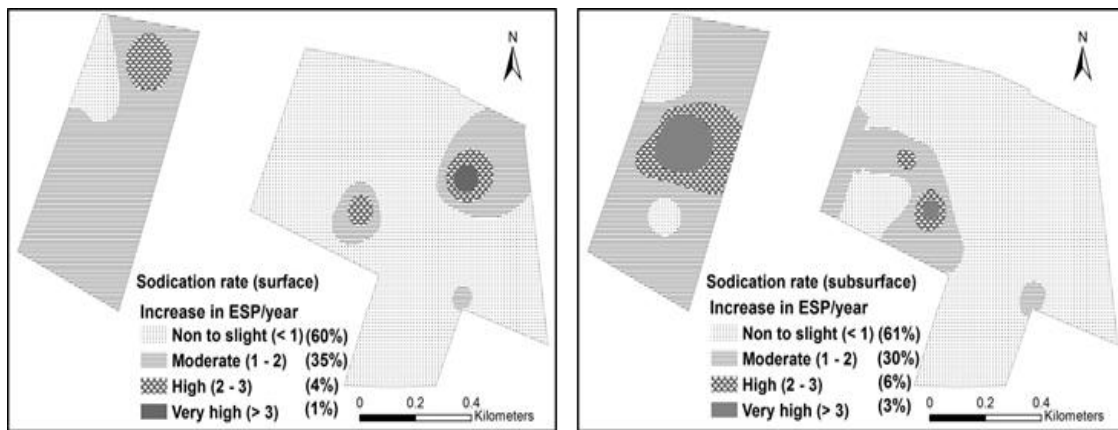 N
Sodication rate (surface)
Increase in ESP/year
Non to slight (< 1) (60%)
Moderate (1 - 2) (35%)
High (2 - 3) (4%)
Very high (> 3) (1%)
0 0.2 0.4
Kilometers
N
Sodication rate (subsurface)
Increase in ESP/year
Non to slight (< 1) (61%)
Moderate (1 - 2) (30%)
High (2 - 3) (6%)
Very high (> 3) (3%)
0 0.2 0.4
Kilometers